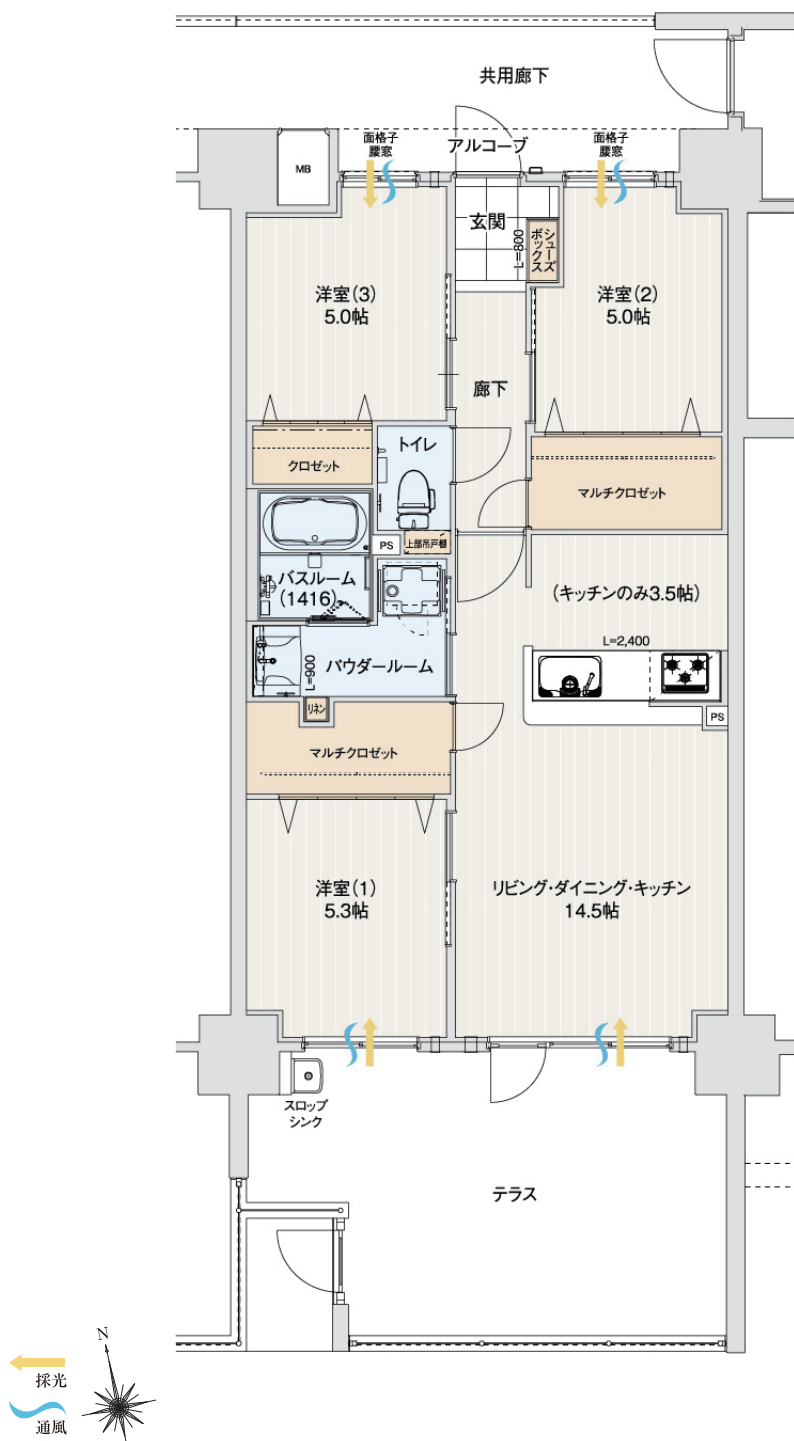 共用廊下
面格子
腰窓
アルコーブ
面格子
腰窓
MB
玄関
L=800
シューズ
ボックス
洋室(3)
5.0帖
洋室(2)
5.0帖
廊下
トイレ
クロゼット
マルチクロゼット
PS
上部吊戸棚
バスルーム
(1416)
(キッチンのみ3.5帖)
L=2,400
L=900
パウダールーム
リネン
PS
マルチクロゼット
洋室(1)
5.3帖
リビング・ダイニング・キッチン
14.5帖
スロップ
シンク
テラス
N
採光
通風